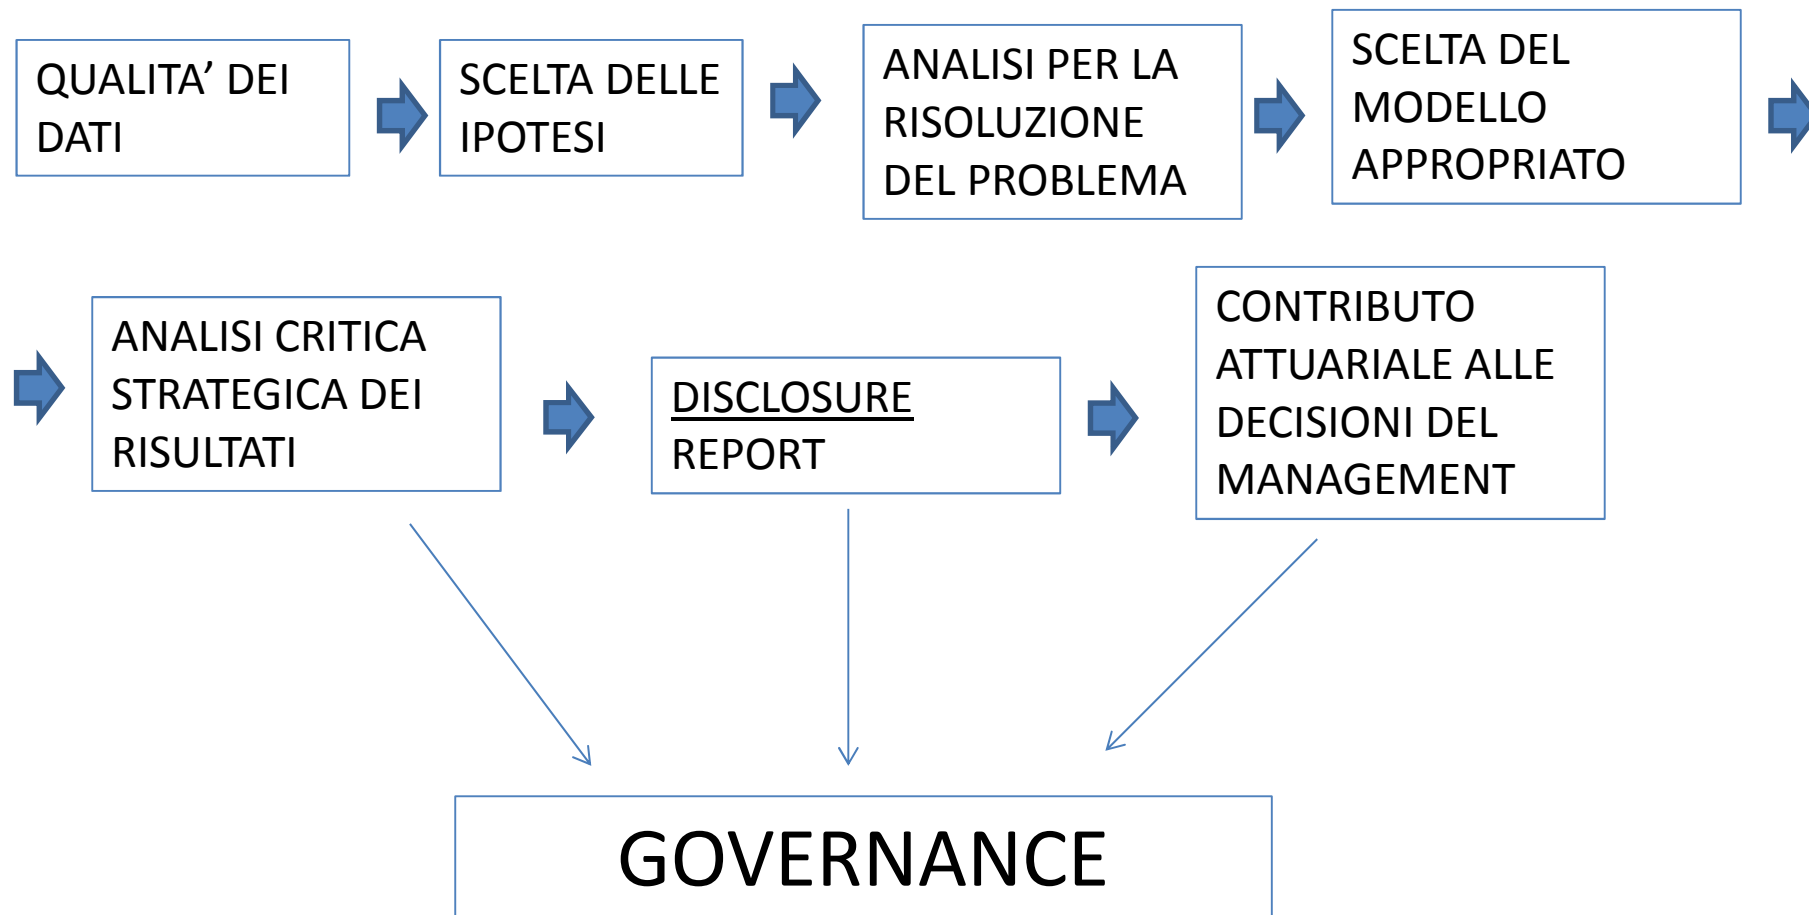 QUALITA’ DEI
DATI
SCELTA DELLE
IPOTESI
ANALISI PER LA
RISOLUZIONE
DEL PROBLEMA
SCELTA DEL
MODELLO
APPROPRIATO
ANALISI CRITICA
STRATEGICA DEI
RISULTATI
DISCLOSURE
REPORT
CONTRIBUTO
ATTUARIALE ALLE
DECISIONI DEL
MANAGEMENT
GOVERNANCE